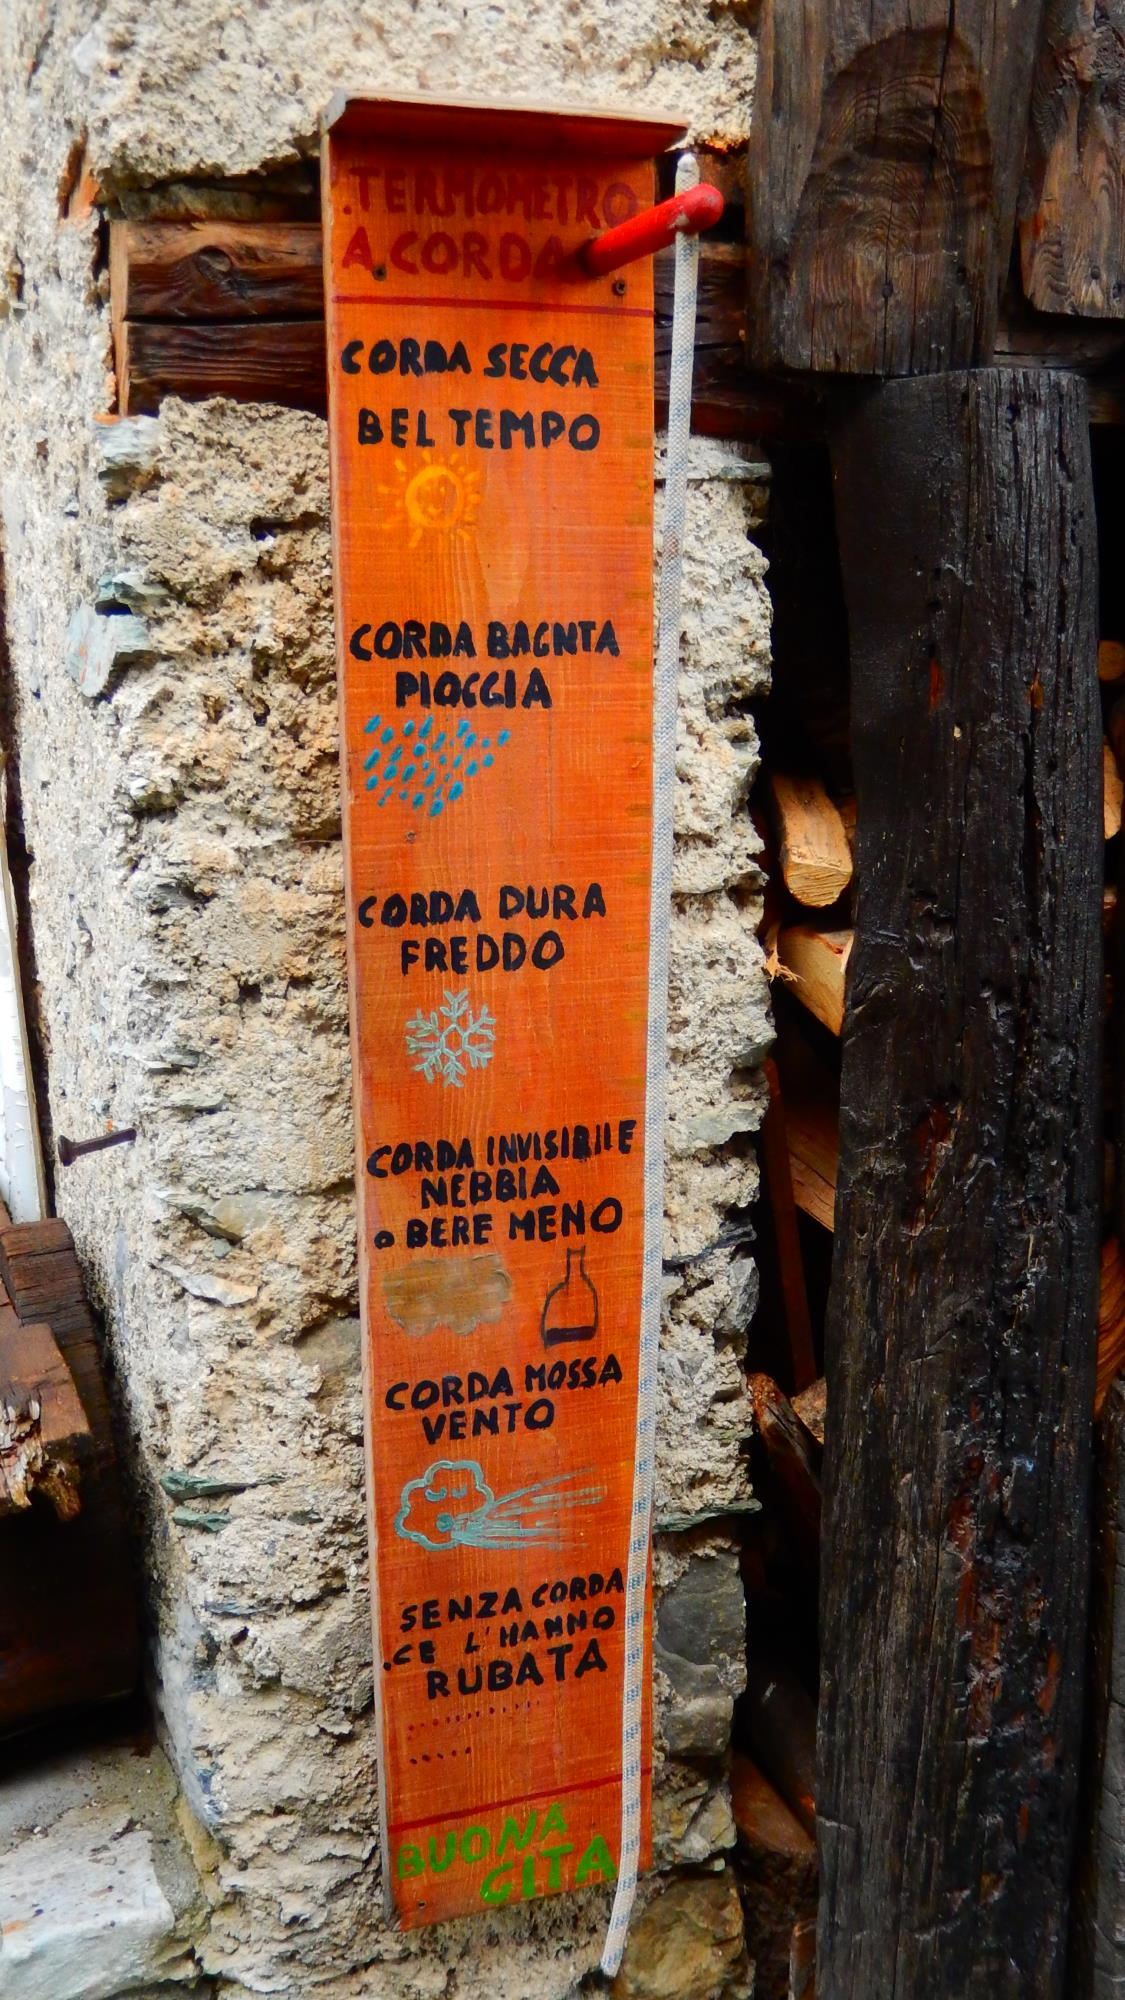 .TERMOMETRO
A.CORDA
CORDA SECCA
BEL TEMPO
CORDA BAGNTA
PIOGGIA
CORDA DURA
FREDDO
CORDA INVISIBILE
NEBBIA
o BERE MENO
CORDA MOSSA
VENTO
SENZA CORDA
.CE L'HANNO
RUBATA
............
.....
BUONA
GITA